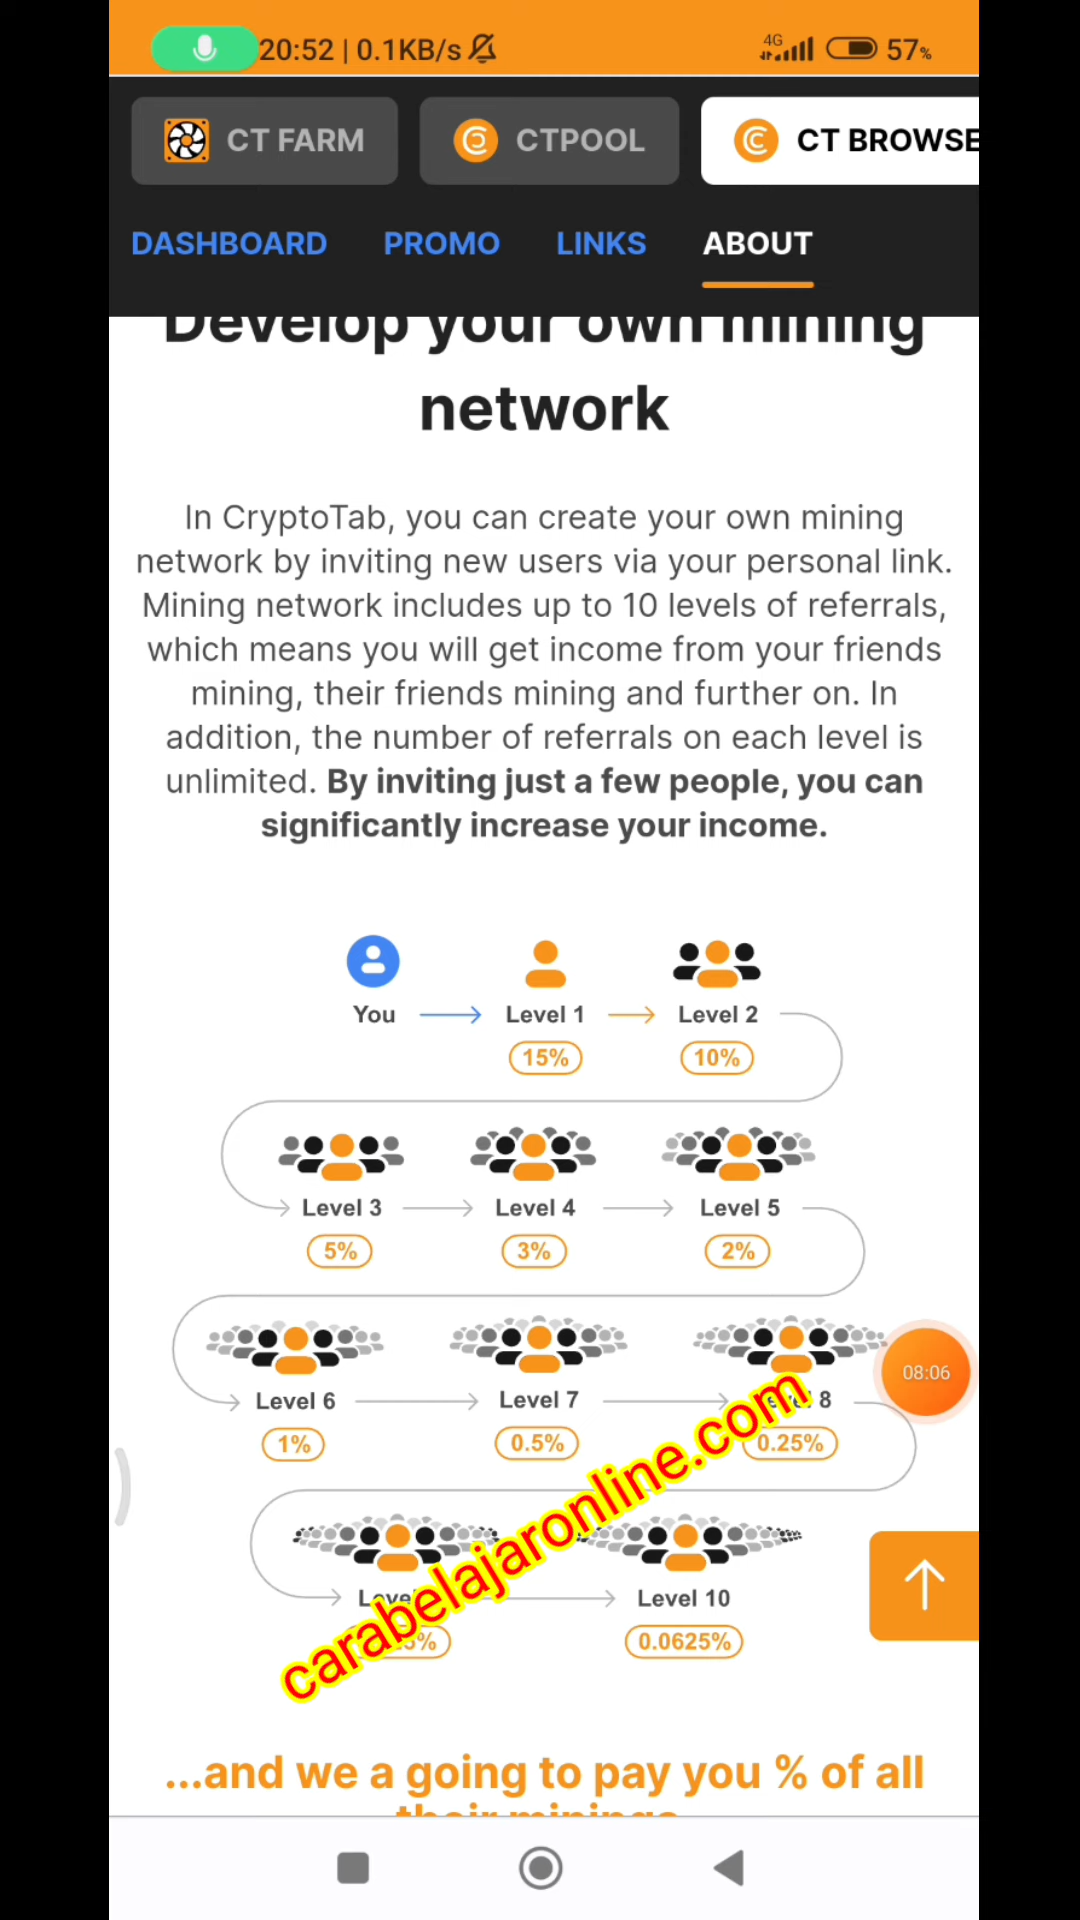 20:52 | 0.1KB/s
4G
57%
CT FARM
CTPOOL
CT BROWSE
DASHBOARD
PROMO
LINKS
ABOUT
Develop your own mining
network
In CryptoTab, you can create your own mining
network by inviting new users via your personal link.
Mining network includes up to 10 levels of referrals,
which means you will get income from your friends
mining, their friends mining and further on. In
addition, the number of referrals on each level is
unlimited. By inviting just a few people, you can
significantly increase your income.
You
Level 1
Level 2
15%
10%
Level 3
Level 4
Level 5
5%
3%
2%
08:06
Level 6
Level 7
8
1%
0.5%
0.25%
carabelajaronline.com
Level 10
0.0625%
...and we a going to pay you % of all
their minings